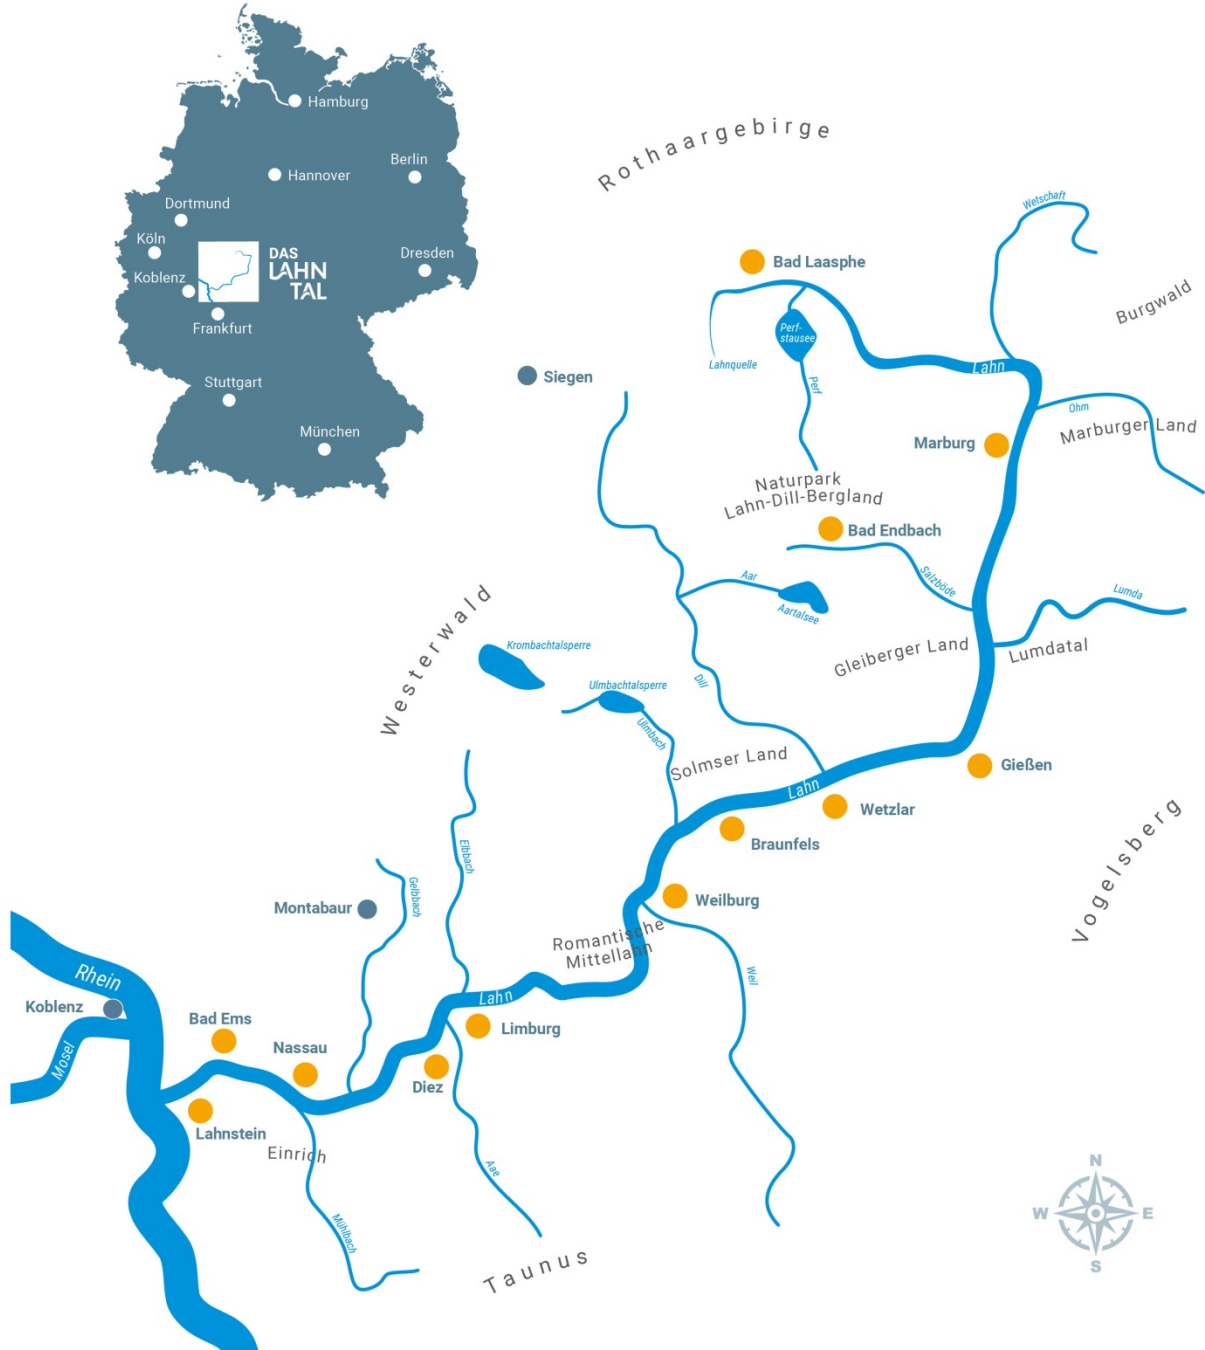 Hamburg
Hannover
Berlin
Dortmund
Köln
Koblenz
DAS
LAHN
TAL
Dresden
Frankfurt
Stuttgart
München
Rothaargebirge
Wetschaft
Bad Laasphe
Burgwald
Perf-
stausee
Lahnquelle
Lahn
Siegen
Perf
Ohm
Marburger Land
Marburg
Naturpark
Lahn-Dill-Bergland
Bad Endbach
Aar
Aartalsee
Salzböde
Lumda
Westerwald
Krombachtalsperre
Gleiberger Land
Lumdatal
Ulmbachtalsperre
Dill
Ulmbach
Solmser Land
Gießen
Lahn
Wetzlar
Braunfels
Vogelsberg
Elbbach
Gelbbach
Montabaur
Weilburg
Romantische
Mittellahn
Weil
Rhein
Koblenz
Lahn
Limburg
Bad Ems
Nassau
Mosel
Diez
Lahnstein
Einrich
Aae
Mühlbach
Taunus
N
W
E
S